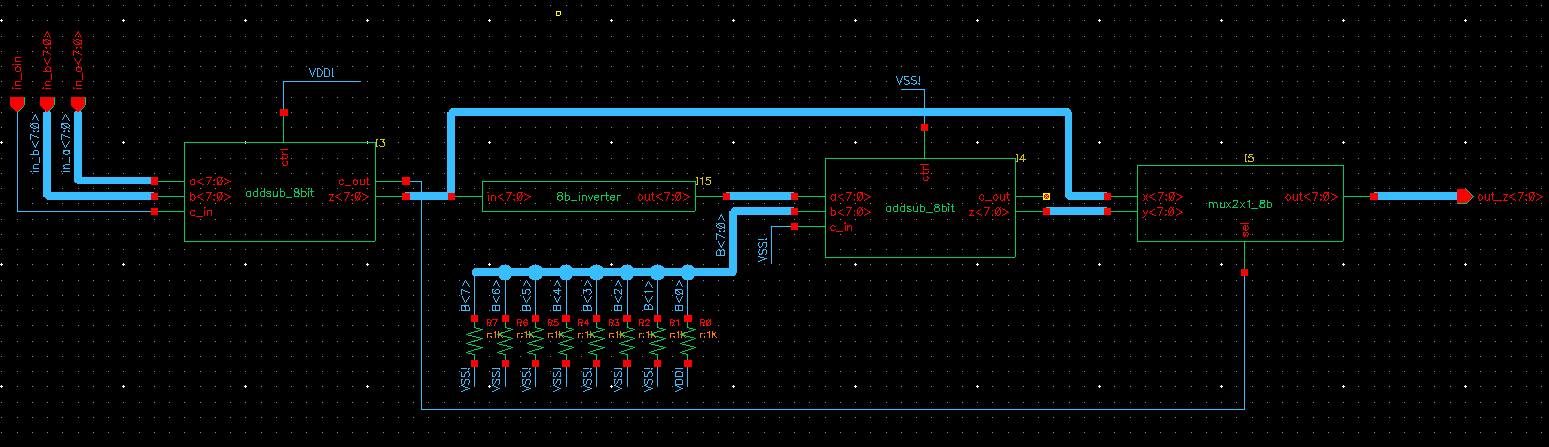 in_cin
in_b<7:0>
in_a<7:0>
VDD!
VSS!
in_b<7:0>
in_a<7:0>
I3
ctrl
a<7:0>
b<7:0>
c_in
addsub_8bit
c_out
z<7:0>
I15
in<7:0>
8b_inverter
out<7:0>
I4
ctrl
a<7:0>
b<7:0>
c_in
addsub_8bit
c_out
z<7:0>
I5
x<7:0>
y<7:0>
mux2x1_8b
out<7:0>
sel
out_z<7:0>
B<7:0>
VSS!
B<7>
B<6>
B<5>
B<4>
B<3>
B<2>
B<1>
B<0>
R7
R6
R5
R4
R3
R2
R1
R0
r:1K
r:1K
r:1K
r:1K
r:1K
r:1K
r:1K
r:1K
VSS!
VSS!
VSS!
VSS!
VSS!
VSS!
VSS!
VDD!